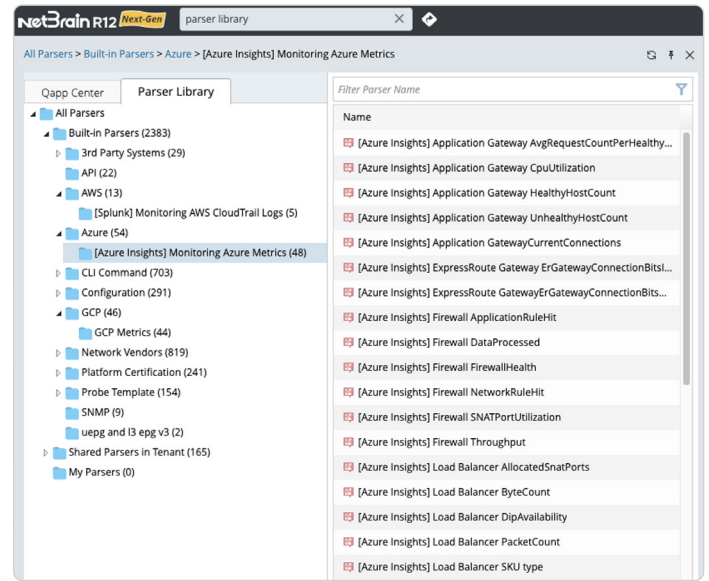 NetBrain R12 Next-Gen parser library
All Parsers > Built-in Parsers > Azure > [Azure Insights] Monitoring Azure Metrics
Qapp Center Parser Library
All Parsers
Built-in Parsers (2383)
3rd Party Systems (29)
API (22)
AWS (13)
[Splunk] Monitoring AWS CloudTrail Logs (5)
Azure (54)
[Azure Insights] Monitoring Azure Metrics (48)
CLI Command (703)
Configuration (291)
GCP (46)
GCP Metrics (44)
Network Vendors (819)
Platform Certification (241)
Probe Template (154)
SNMP (9)
uepg and l3 epg v3 (2)
Shared Parsers in Tenant (165)
My Parsers (0)
Filter Parser Name
Name
[Azure Insights] Application Gateway AvgRequestCountPerHealthy...
[Azure Insights] Application Gateway CpuUtilization
[Azure Insights] Application Gateway HealthyHostCount
[Azure Insights] Application Gateway UnhealthyHostCount
[Azure Insights] Application GatewayCurrentConnections
[Azure Insights] ExpressRoute Gateway ErGatewayConnectionBitsI...
[Azure Insights] ExpressRoute GatewayErGatewayConnectionBits...
[Azure Insights] Firewall ApplicationRuleHit
[Azure Insights] Firewall DataProcessed
[Azure Insights] Firewall FirewallHealth
[Azure Insights] Firewall NetworkRuleHit
[Azure Insights] Firewall SNATPortUtilization
[Azure Insights] Firewall Throughput
[Azure Insights] Load Balancer AllocatedSnatPorts
[Azure Insights] Load Balancer ByteCount
[Azure Insights] Load Balancer DipAvailability
[Azure Insights] Load Balancer PacketCount
[Azure Insights] Load Balancer SKU type